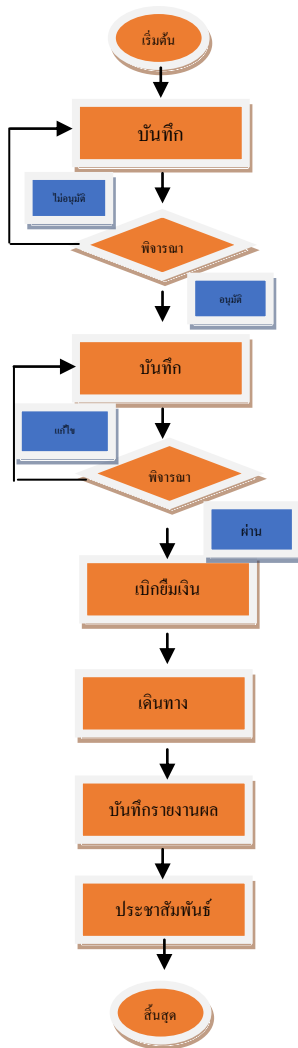 เริ่มต้น
บันทึก
ไม่อนุมัติ
พิจารณา
อนุมัติ
บันทึก
แก้ไข
พิจารณา
ผ่าน
เบิกยืมเงิน
เดินทาง
บันทึกรายงานผล
ประชาสัมพันธ์
สิ้นสุด